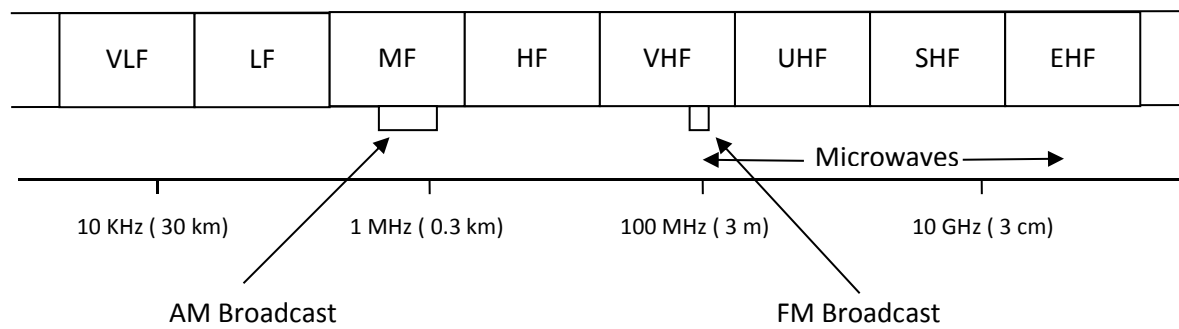 VLF LF MF HF VHF UHF SHF EHF
Microwaves
10 KHz ( 30 km) 1 MHz ( 0.3 km) 100 MHz ( 3 m) 10 GHz ( 3 cm)
AM Broadcast FM Broadcast